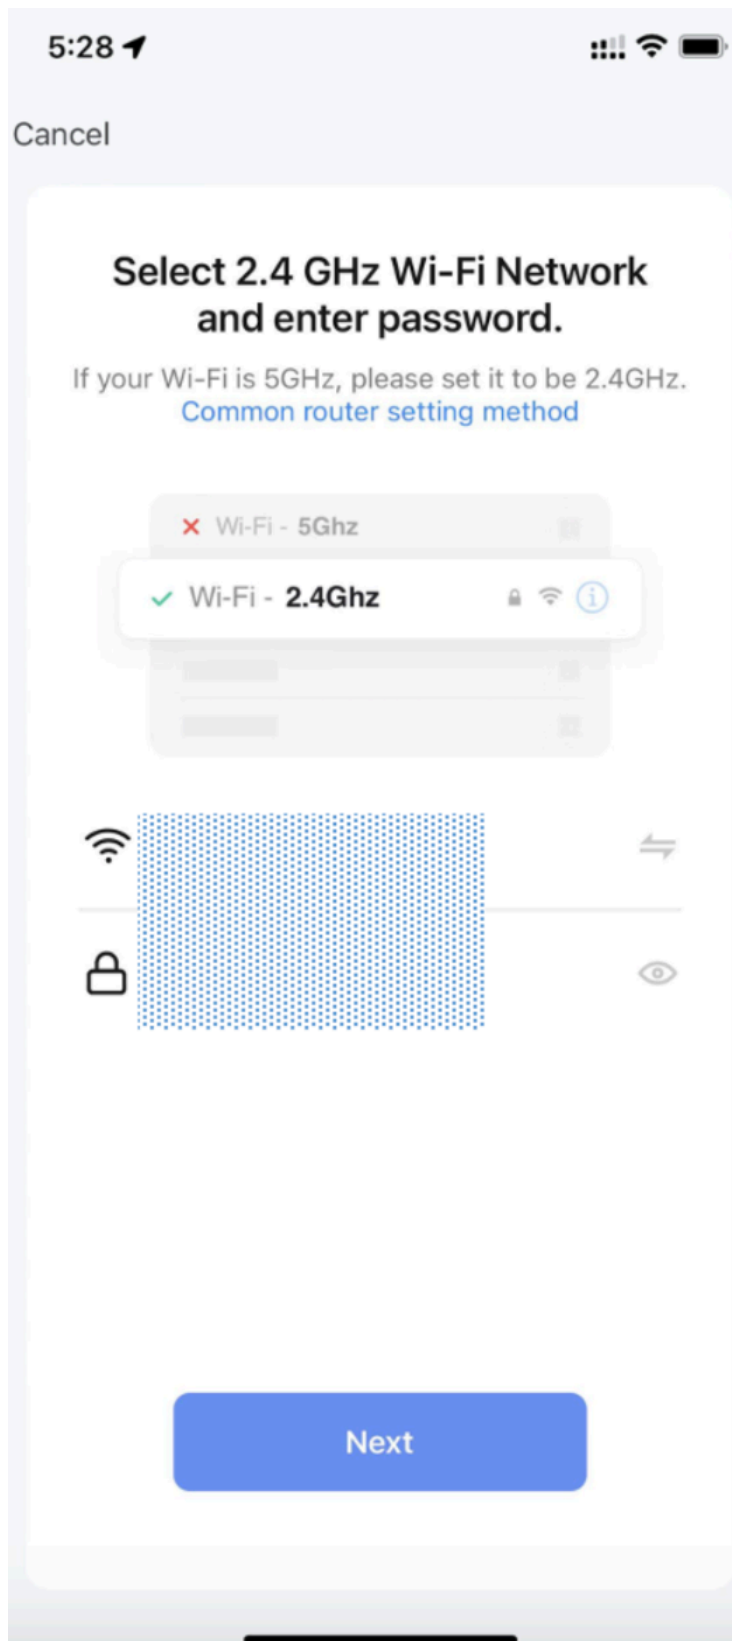 5:28
Cancel
Select 2.4 GHz Wi-Fi Network
and enter password.
If your Wi-Fi is 5GHz, please set it to be 2.4GHz.
Common router setting method
Wi-Fi - 5Ghz
Wi-Fi - 2.4Ghz
Next